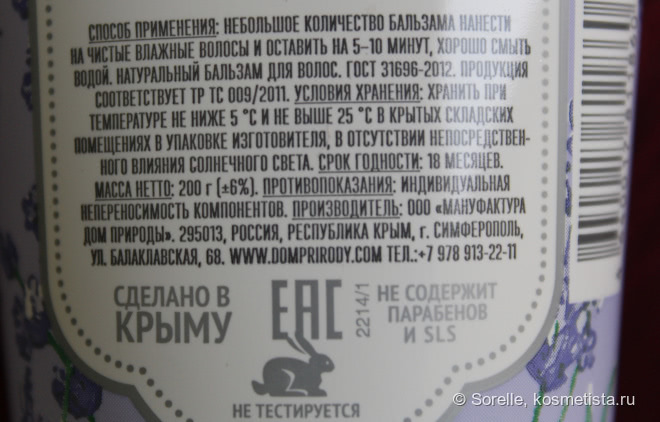 СПОСОБ ПРИМЕНЕНИЯ: НЕБОЛЬШОЕ КОЛИЧЕСТВО БАЛЬЗАМА НАНЕСТИ
НА ЧИСТЫЕ ВЛАЖНЫЕ ВОЛОСЫ И ОСТАВИТЬ НА 5-10 МИНУТ, ХОРОШО СМЫТЬ
ВОДОЙ. НАТУРАЛЬНЫЙ БАЛЬЗАМ ДЛЯ ВОЛОС. ГОСТ 31696-2012. ПРОДУКЦИЯ
СООТВЕТСТВУЕТ ТР ТС 009/2011. УСЛОВИЯ ХРАНЕНИЯ: ХРАНИТЬ ПРИ
ТЕМПЕРАТУРЕ НЕ НИЖЕ 5 °С И НЕ ВЫШЕ 25 °С В КРЫТЫХ СКЛАДСКИХ
ПОМЕЩЕНИЯХ В УПАКОВКЕ ИЗГОТОВИТЕЛЯ, В ОТСУТСТВИИ НЕПОСРЕДСТВЕН-
НОГО ВЛИЯНИЯ СОЛНЕЧНОГО СВЕТА. СРОК ГОДНОСТИ: 18 МЕСЯЦЕВ.
МАССА НЕТТО: 200 г (±6%). ПРОТИВОПОКАЗАНИЯ: ИНДИВИДУАЛЬНАЯ
НЕПЕРЕНОСИМОСТЬ КОМПОНЕНТОВ. ПРОИЗВОДИТЕЛЬ: ООО «МАНУФАКТУРА
ДОМ ПРИРОДЫ». 295013, РОССИЯ, РЕСПУБЛИКА КРЫМ, г. СИМФЕРОПОЛЬ,
УЛ. БАЛАКЛАВСКАЯ, 68. WWW.DOMPRIRODY.COM ТЕЛ.:+7 978 913-22-11
СДЕЛАНО В
КРЫМУ
ЕАС
2214/1
НЕ СОДЕРЖИТ
ПАРАБЕНОВ
И SLS
НЕ ТЕСТИРУЕТСЯ
© Sorelle, kosmetista.ru